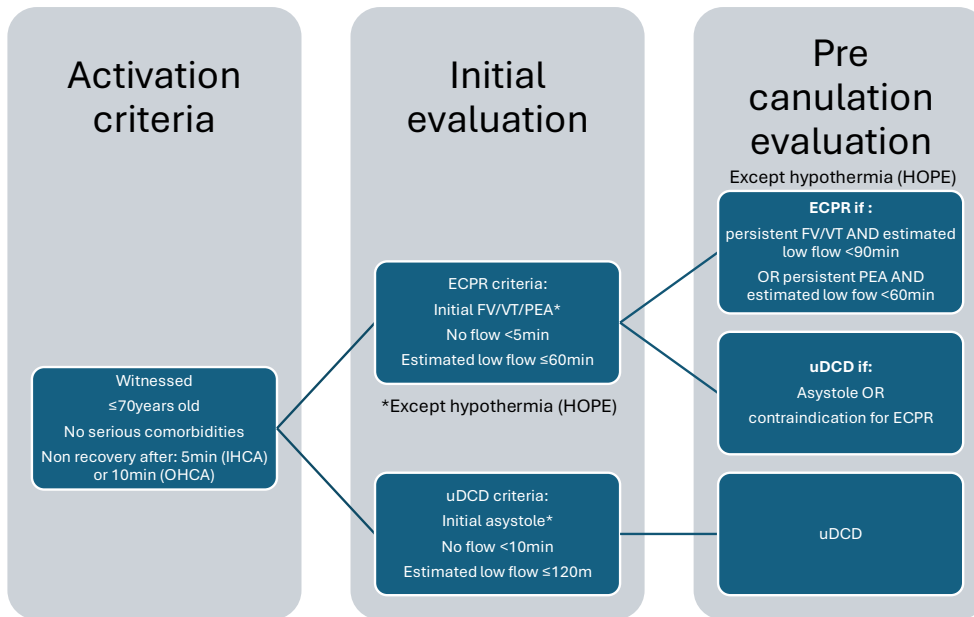 Activation
criteria
Witnessed
≤70years old
No serious comorbidities
Non recovery after: 5min (IHCA)
or 10min (OHCA)
Initial
evaluation
ECPR criteria:
Initial FV/VT/PEA*
No flow <5min
Estimated low flow ≤60min
*Except hypothermia (HOPE)
uDCD criteria:
Initial asystole*
No flow <10min
Estimated low flow ≤120m
Pre
canulation
evaluation
Except hypothermia (HOPE)
ECPR if :
persistent FV/VT AND estimated
low flow <90min
OR persistent PEA AND
estimated low fow <60min
uDCD if:
Asystole OR
contraindication for ECPR
uDCD